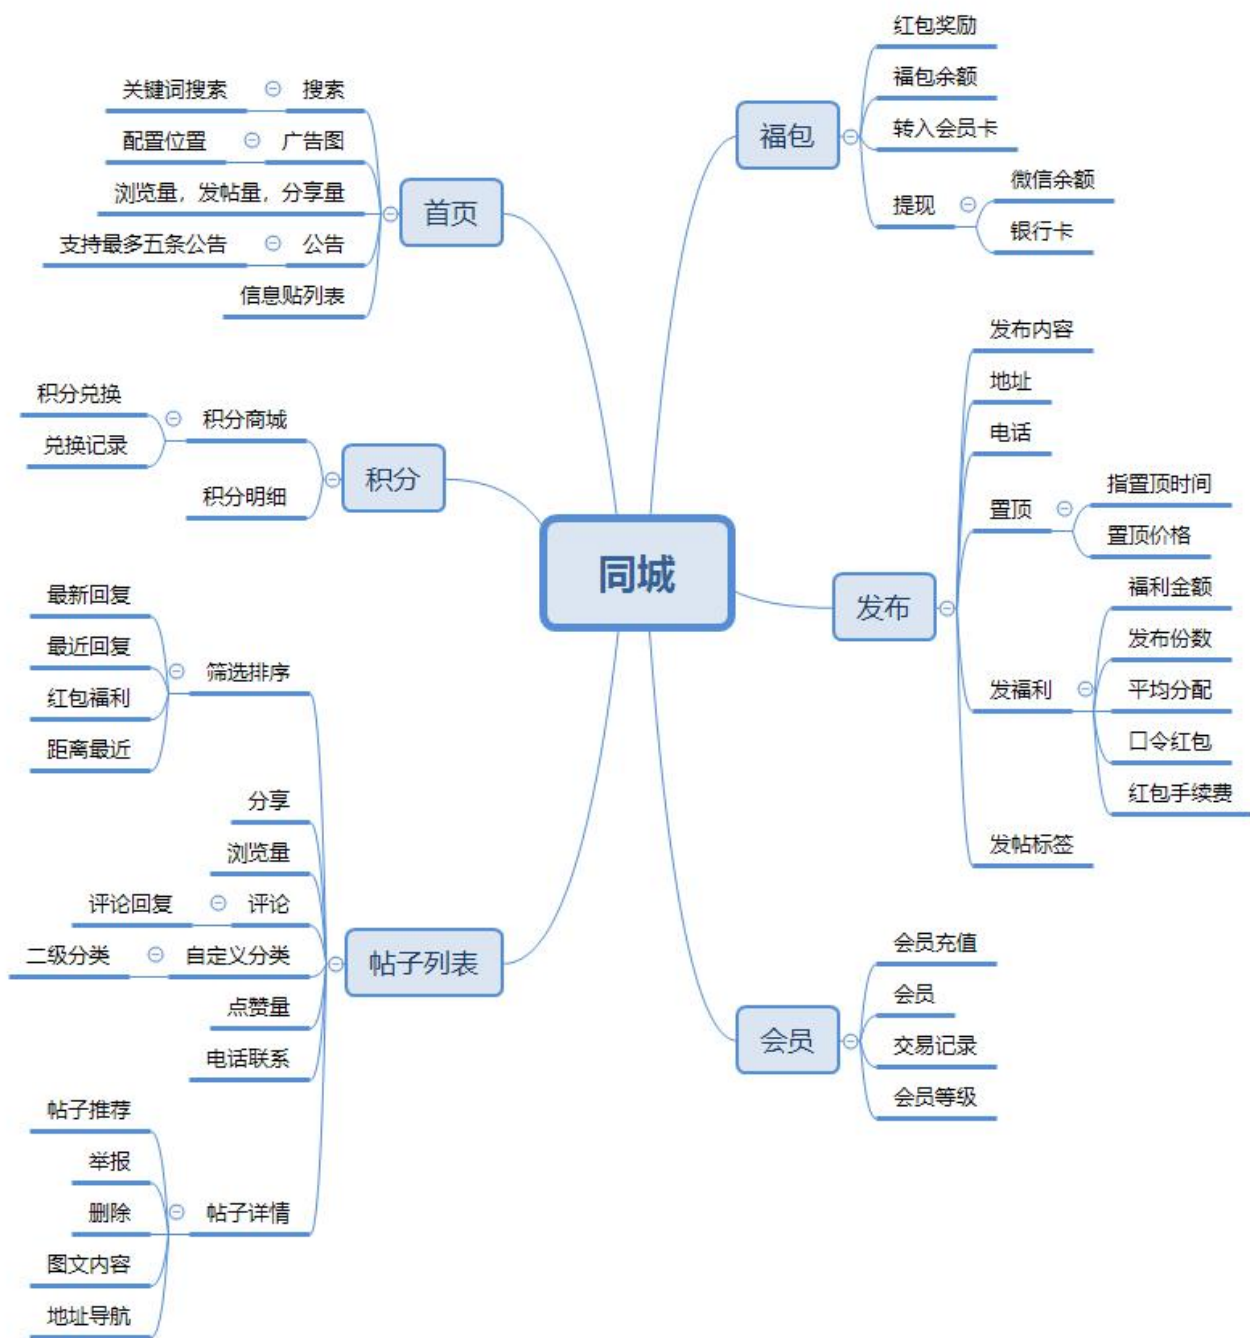 同城
首页
搜索
关键词搜索
广告图
配置位置
浏览量，发帖量，分享量
公告
支持最多五条公告
信息贴列表
积分
积分商城
积分兑换
兑换记录
积分明细
帖子列表
筛选排序
最新回复
最近回复
红包福利
距离最近
分享
浏览量
评论
评论回复
自定义分类
二级分类
点赞量
电话联系
帖子详情
帖子推荐
举报
删除
图文内容
地址导航
福包
红包奖励
福包余额
转入会员卡
提现
微信余额
银行卡
发布
发布内容
地址
电话
置顶
指置顶时间
置顶价格
发福利
福利金额
发布份数
平均分配
口令红包
红包手续费
发帖标签
会员
会员充值
会员
交易记录
会员等级